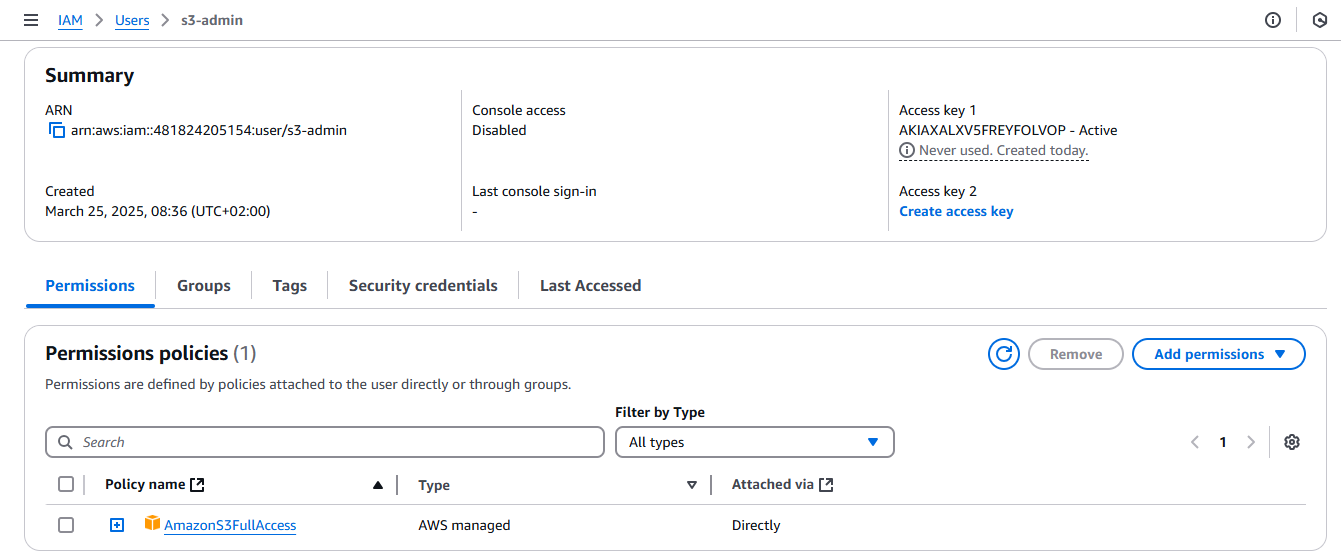 IAM > Users > s3-admin
Summary
ARN
arn:aws:iam::481824205154:user/s3-admin
Console access
Disabled
Access key 1
AKIAXALXV5FREYFOLVOP - Active
Never used. Created today.
Created
March 25, 2025, 08:36 (UTC+02:00)
Last console sign-in
-
Access key 2
Create access key
Permissions
Groups
Tags
Security credentials
Last Accessed
Permissions policies (1)
Remove
Add permissions
Permissions are defined by policies attached to the user directly or through groups.
Filter by Type
Search
All types
1
Policy name
Type
Attached via
AmazonS3FullAccess
AWS managed
Directly